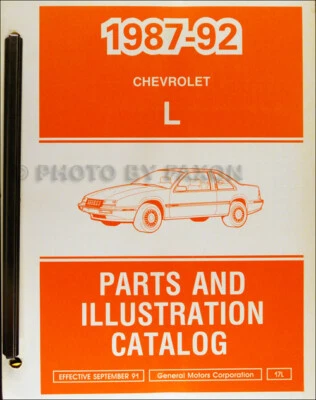 1987-92
CHEVROLET
L
© PHOTO BY FAXON
PARTS AND
ILLUSTRATION
CATALOG
EFFECTIVE SEPTEMBER 91
General Motors Corporation
17L